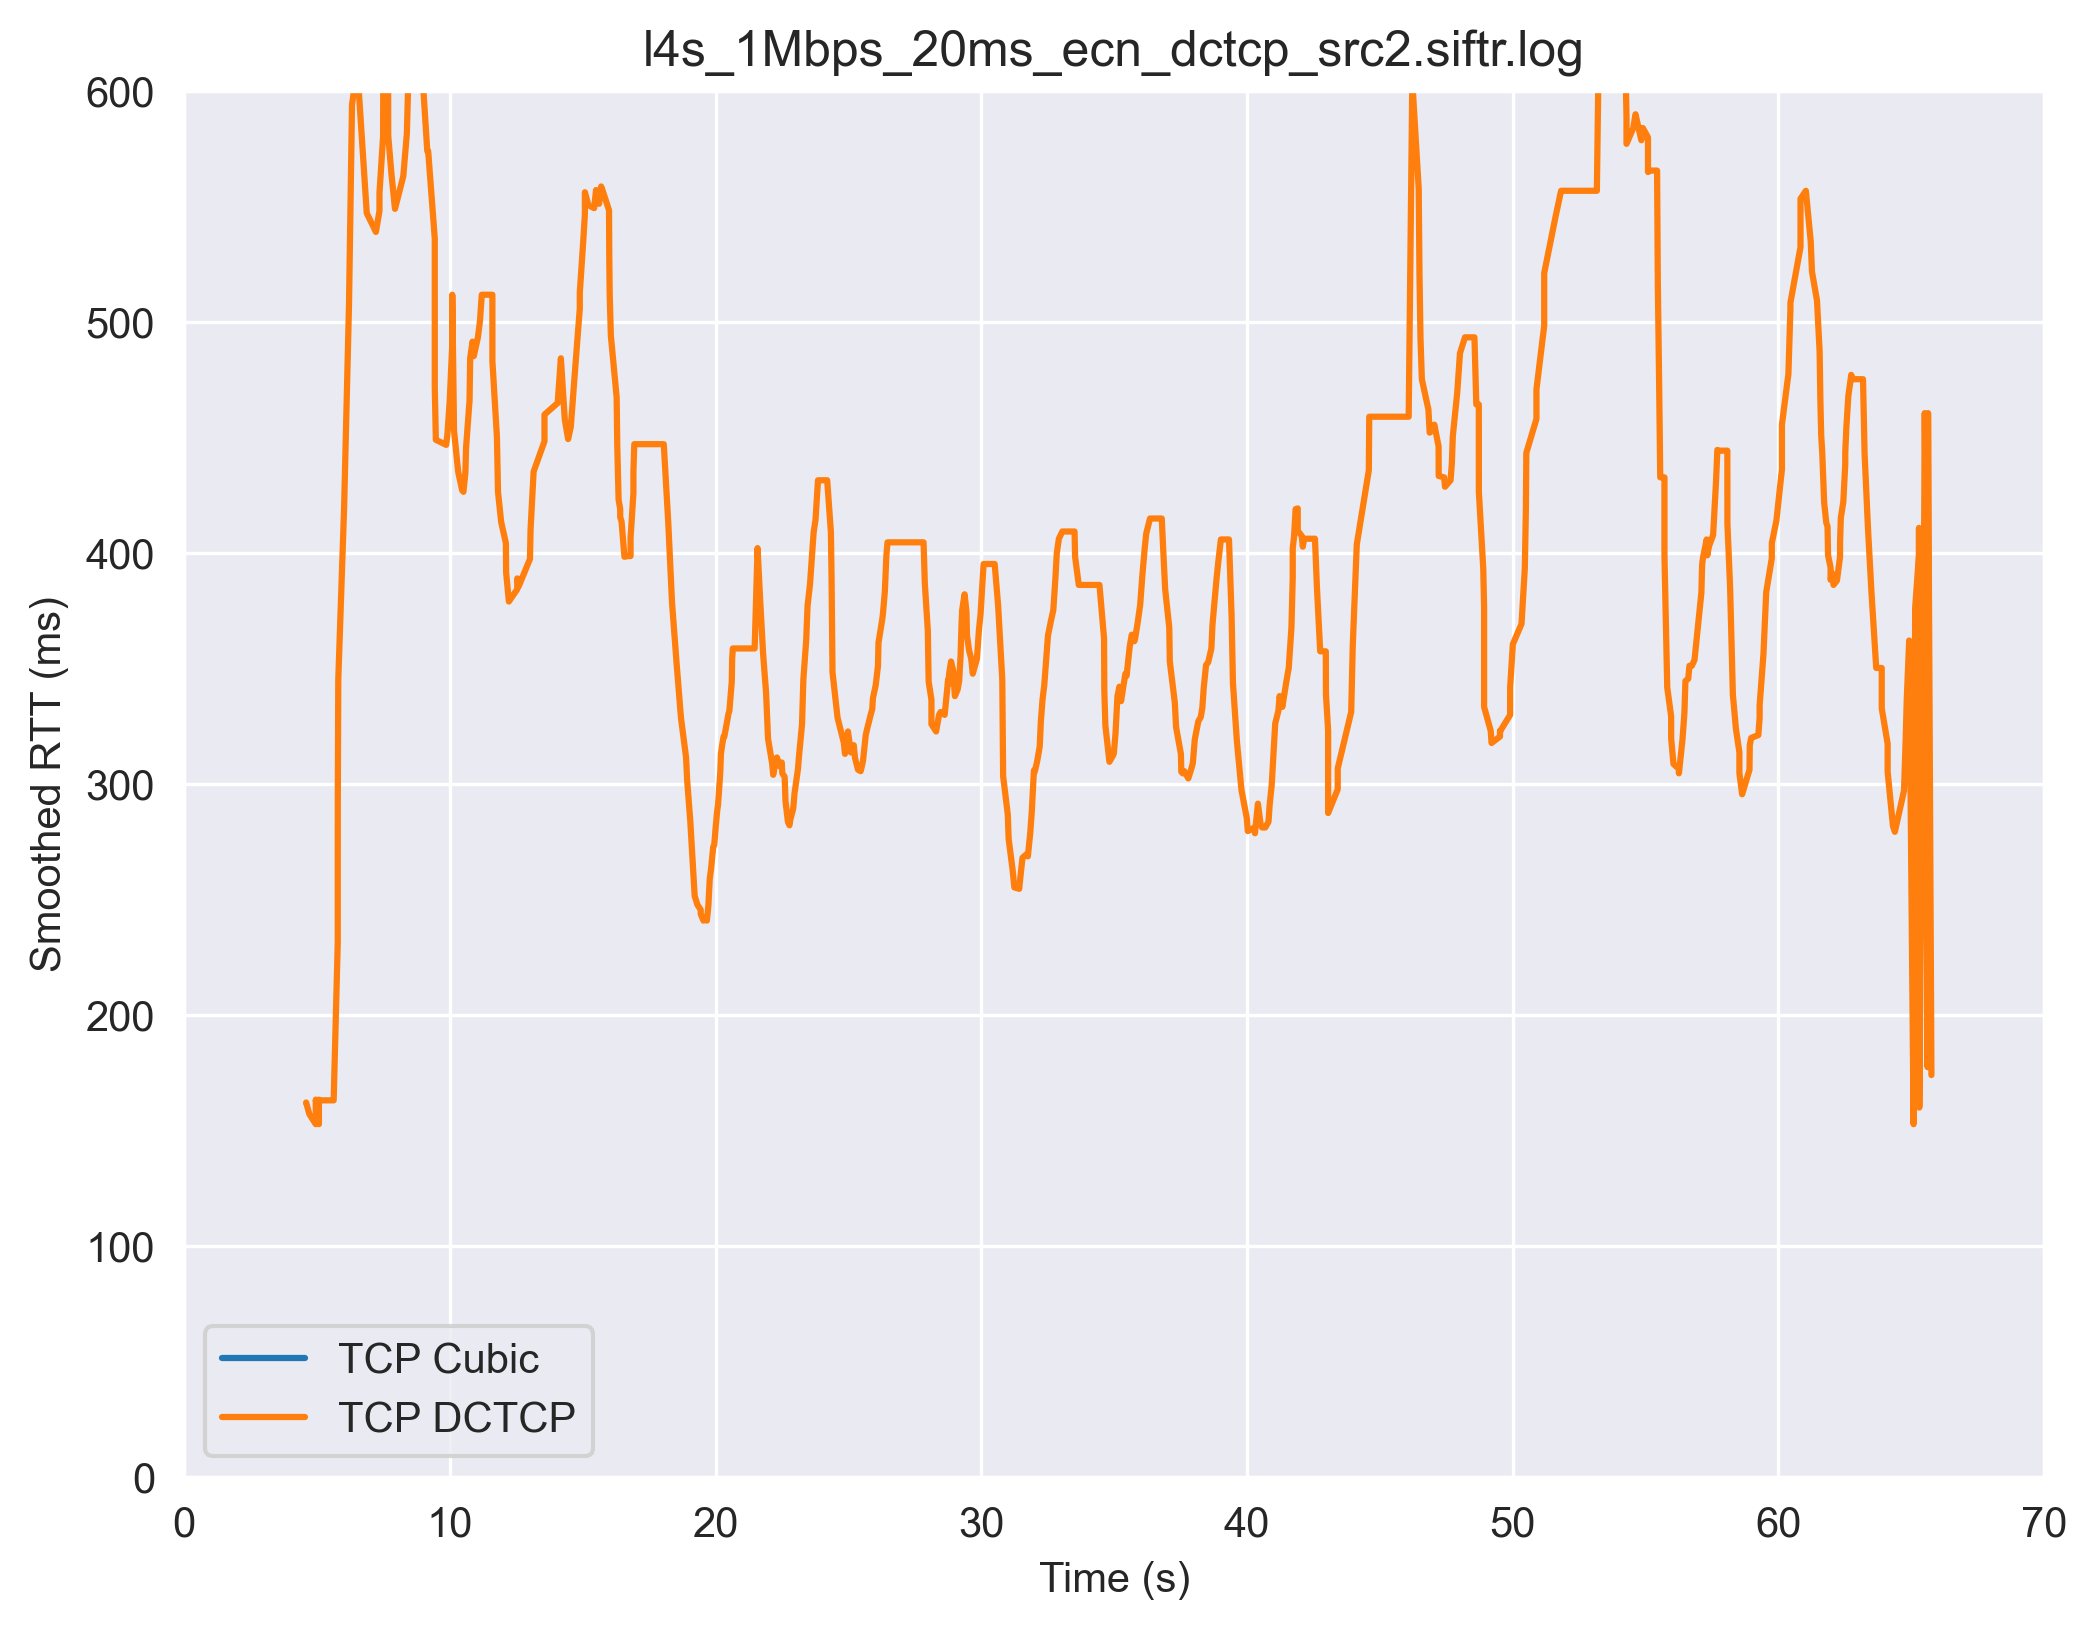 l4s_1Mbps_20ms_ecn_dctcp_src2.siftr.log
600
500
400
300
200
100
0
Smoothed RTT (ms)
TCP Cubic
TCP DCTCP
0 10 20 30 40 50 60 70
Time (s)